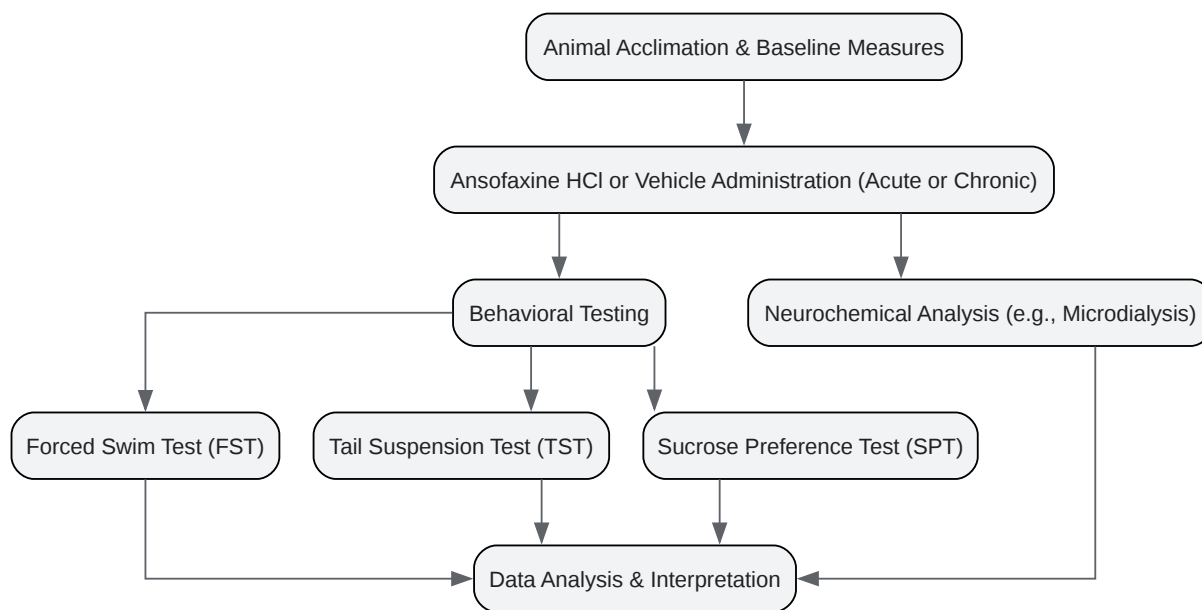 Animal Acclimation & Baseline Measures
Ansofaxine HCl or Vehicle Administration (Acute or Chronic)
Behavioral Testing
Neurochemical Analysis (e.g., Microdialysis)
Forced Swim Test (FST)
Tail Suspension Test (TST)
Sucrose Preference Test (SPT)
Data Analysis & Interpretation